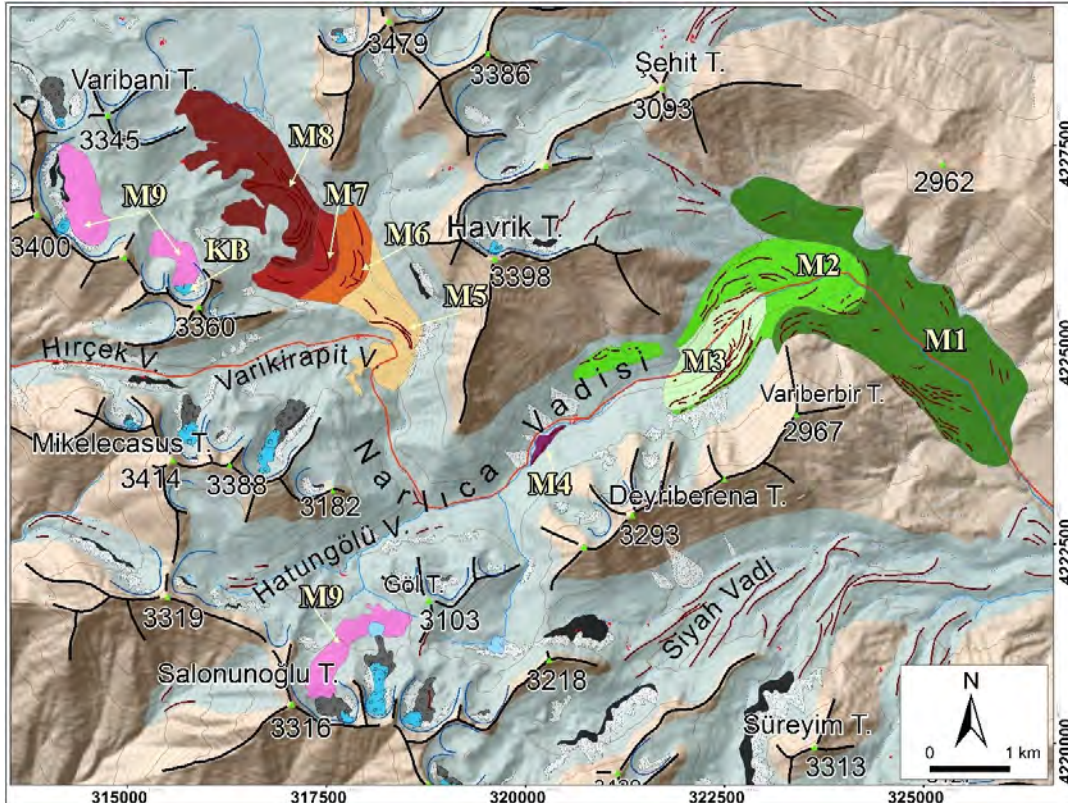 3479
3386
Şehit T.
3093
Varibani T.
3345
2962
4227500
M8
M7
M9
M6
Havrik T.
3400
KB
3398
M2
3360
M5
M1
Hırçek V.
Varikirapit V.
M3
4225000
Narlıca Vadisi
Variberbir T.
2967
Mikelecasus T.
3414
3388
3182
M4
Deyriberena T.
3293
4222500
Hatungölü V.
3319
M9
Göl T.
3103
Siyah Vadi
Salonunoğlu T.
3316
3218
Süreyim T.
3313
N
0 1 km
4220000
315000 317500 320000 322500 325000